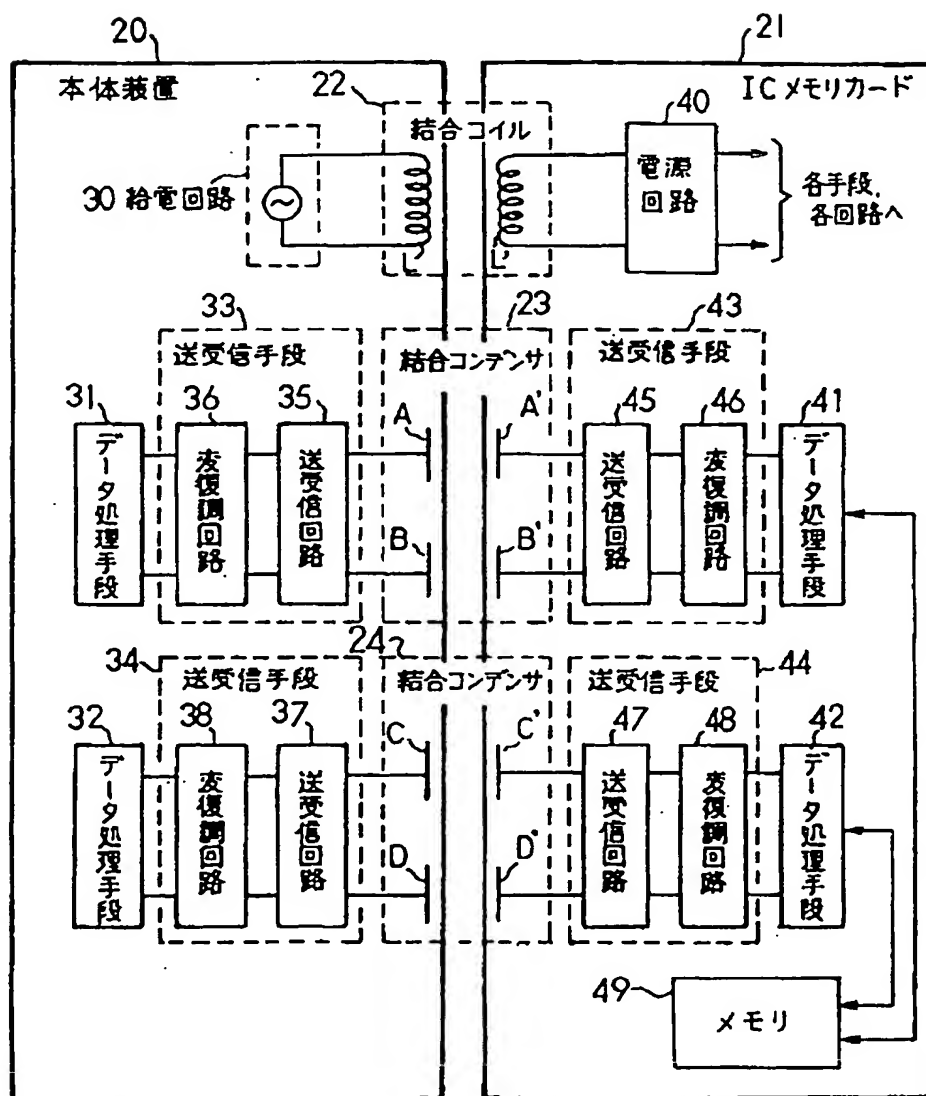 20
21
本体装置
ICメモリカード
22
結合コイル
40
電源回路
30 給電回路
各手段、
各回路へ
33
23
43
送受信手段
結合コンデンサ
送受信手段
31
36
35
A
A'
45
46
41
データ処理手段
変復調回路
送受信回路
送受信回路
変復調回路
データ処理手段
B
B'
34
24
44
送受信手段
結合コンデンサ
送受信手段
32
38
37
C
C'
47
48
42
データ処理手段
変復調回路
送受信回路
送受信回路
変復調回路
データ処理手段
D
D'
49
メモリ